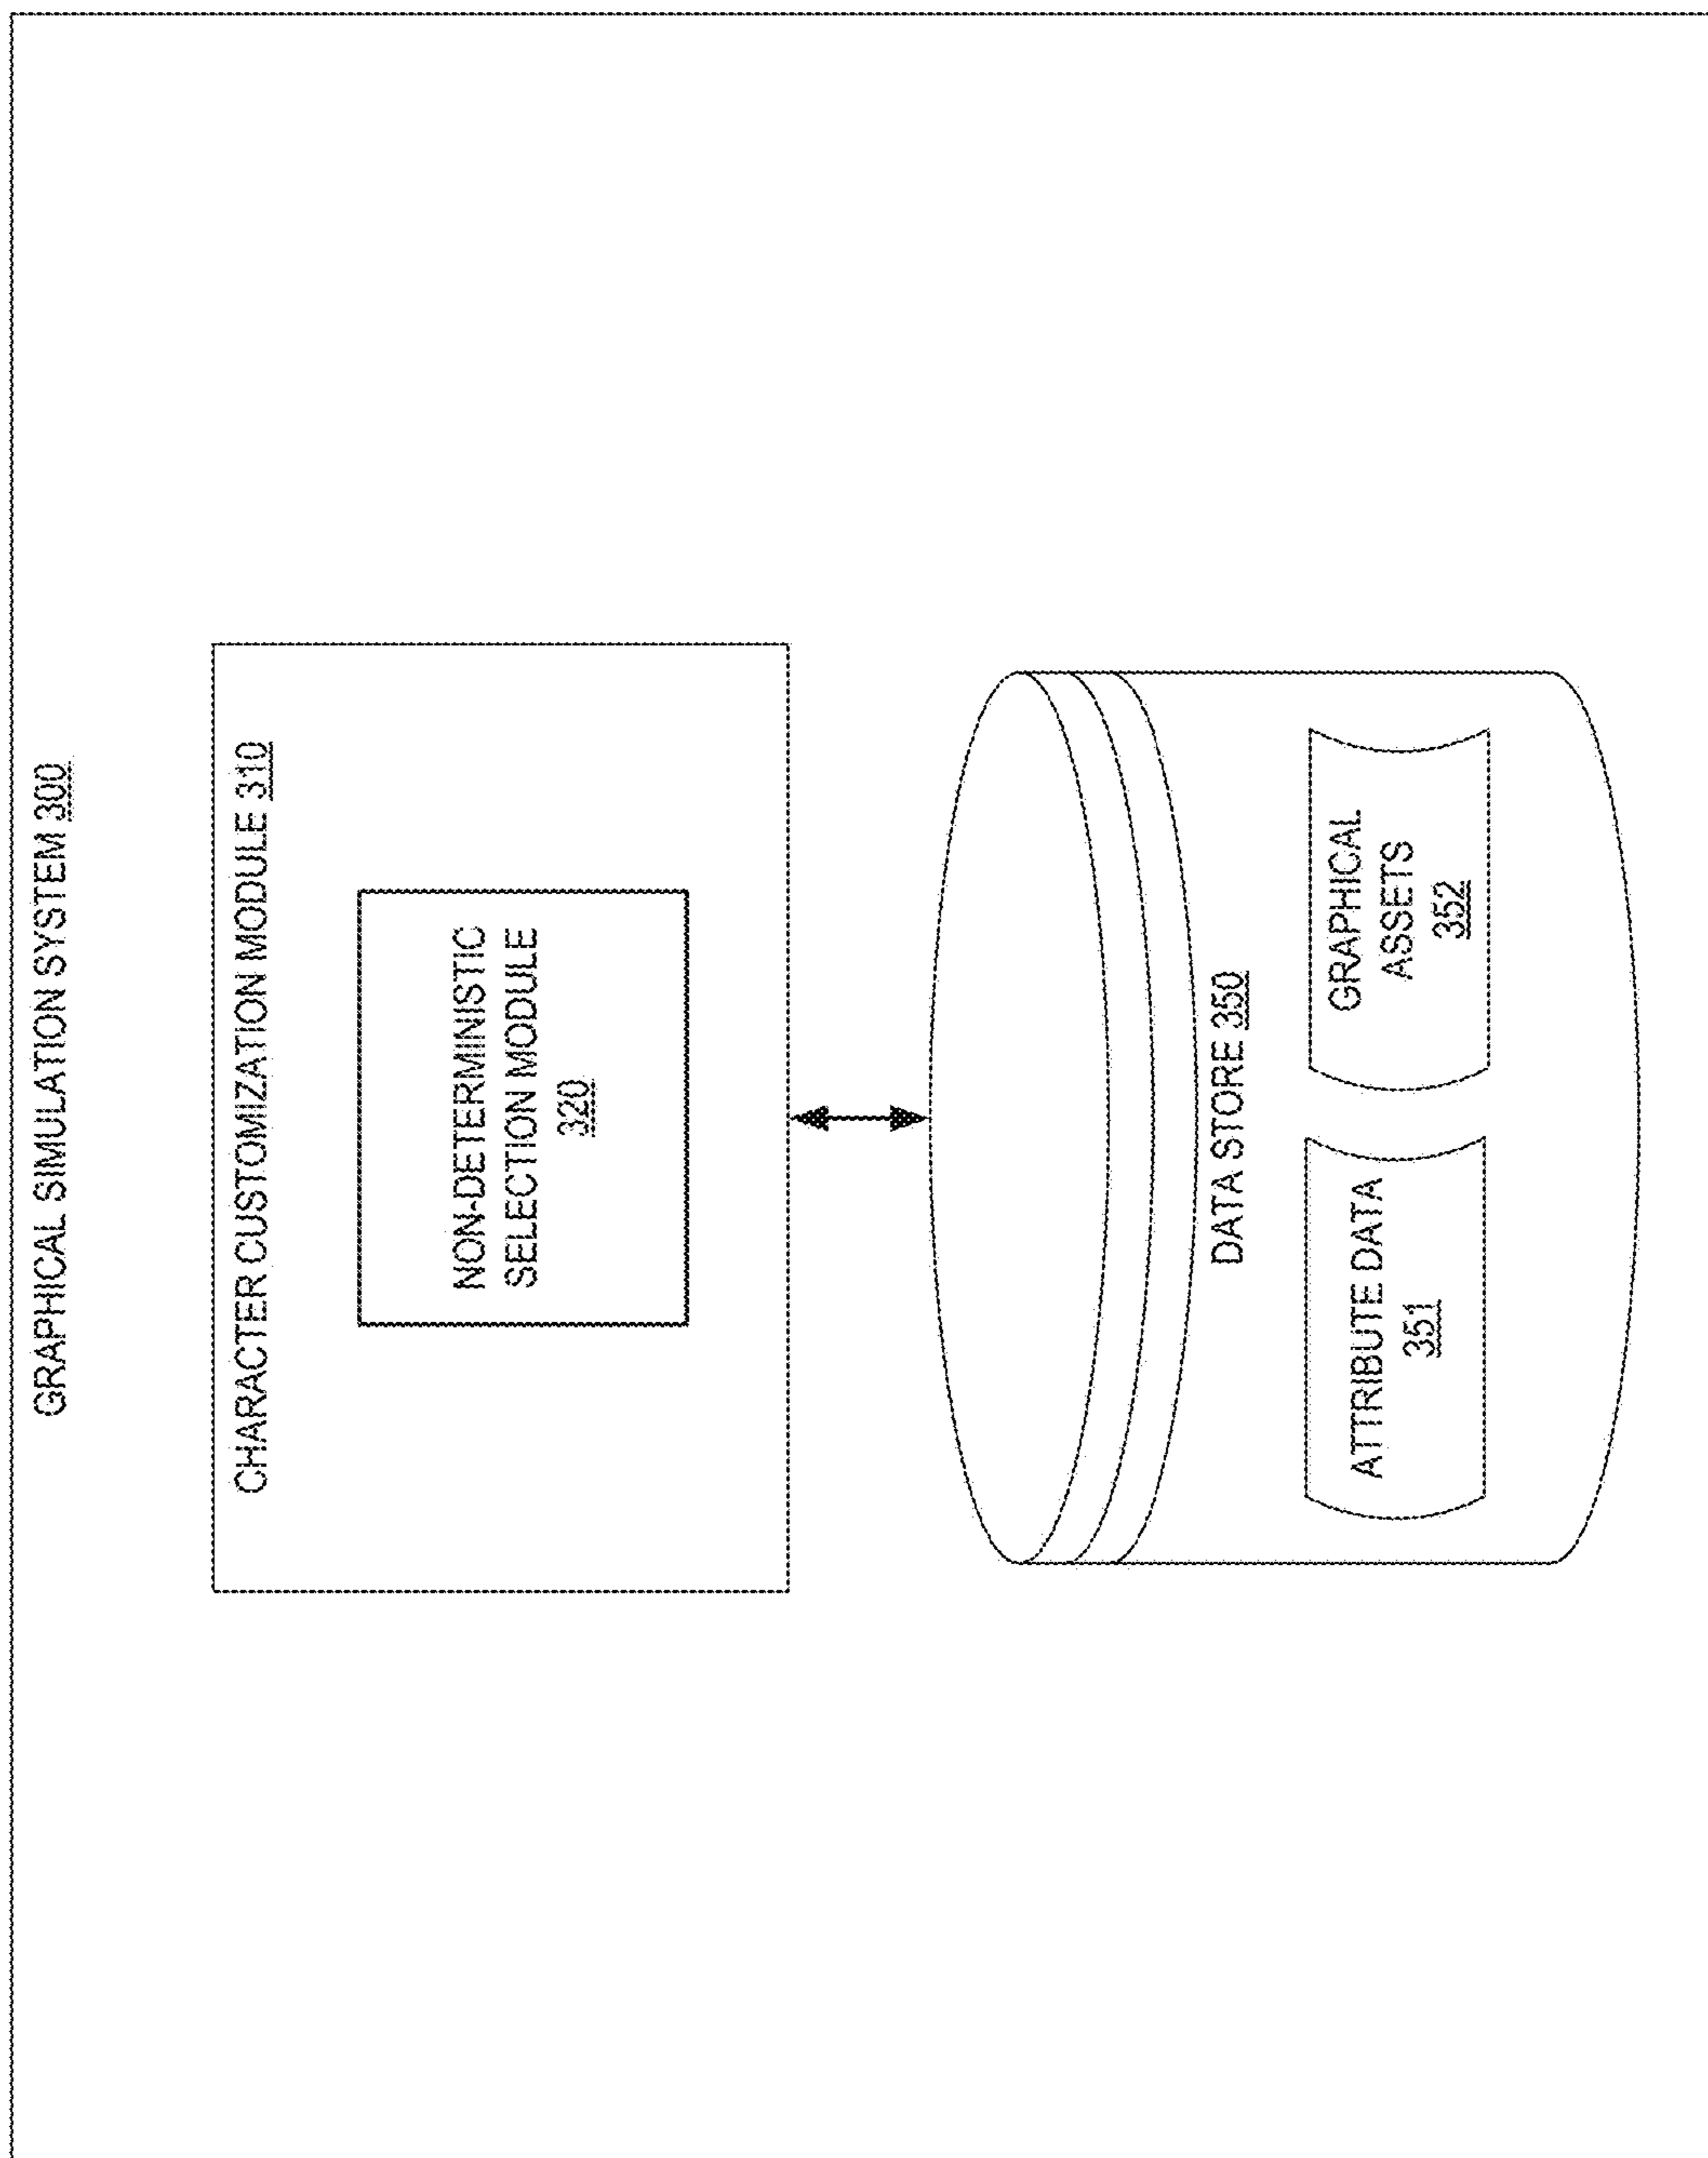 GRAPHICAL SIMULATION SYSTEM 300
CHARACTER CUSTOMIZATION MODULE 310
NON-DETERMINISTIC
SELECTION MODULE
320
DATA STORE 350
ATTRIBUTE DATA
351
GRAPHICAL
ASSETS
352